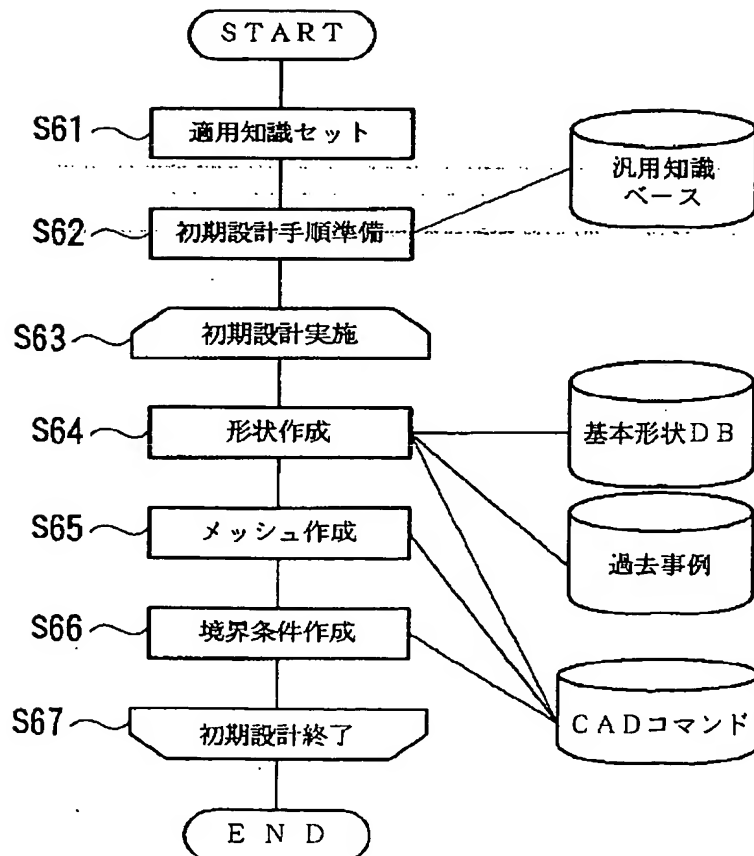 START
S61
適用知識セット
汎用知識
ベース
S62
初期設計手順準備
S63
初期設計実施
S64
形状作成
基本形状DB
S65
メッシュ作成
過去事例
S66
境界条件作成
S67
初期設計終了
CADコマンド
END